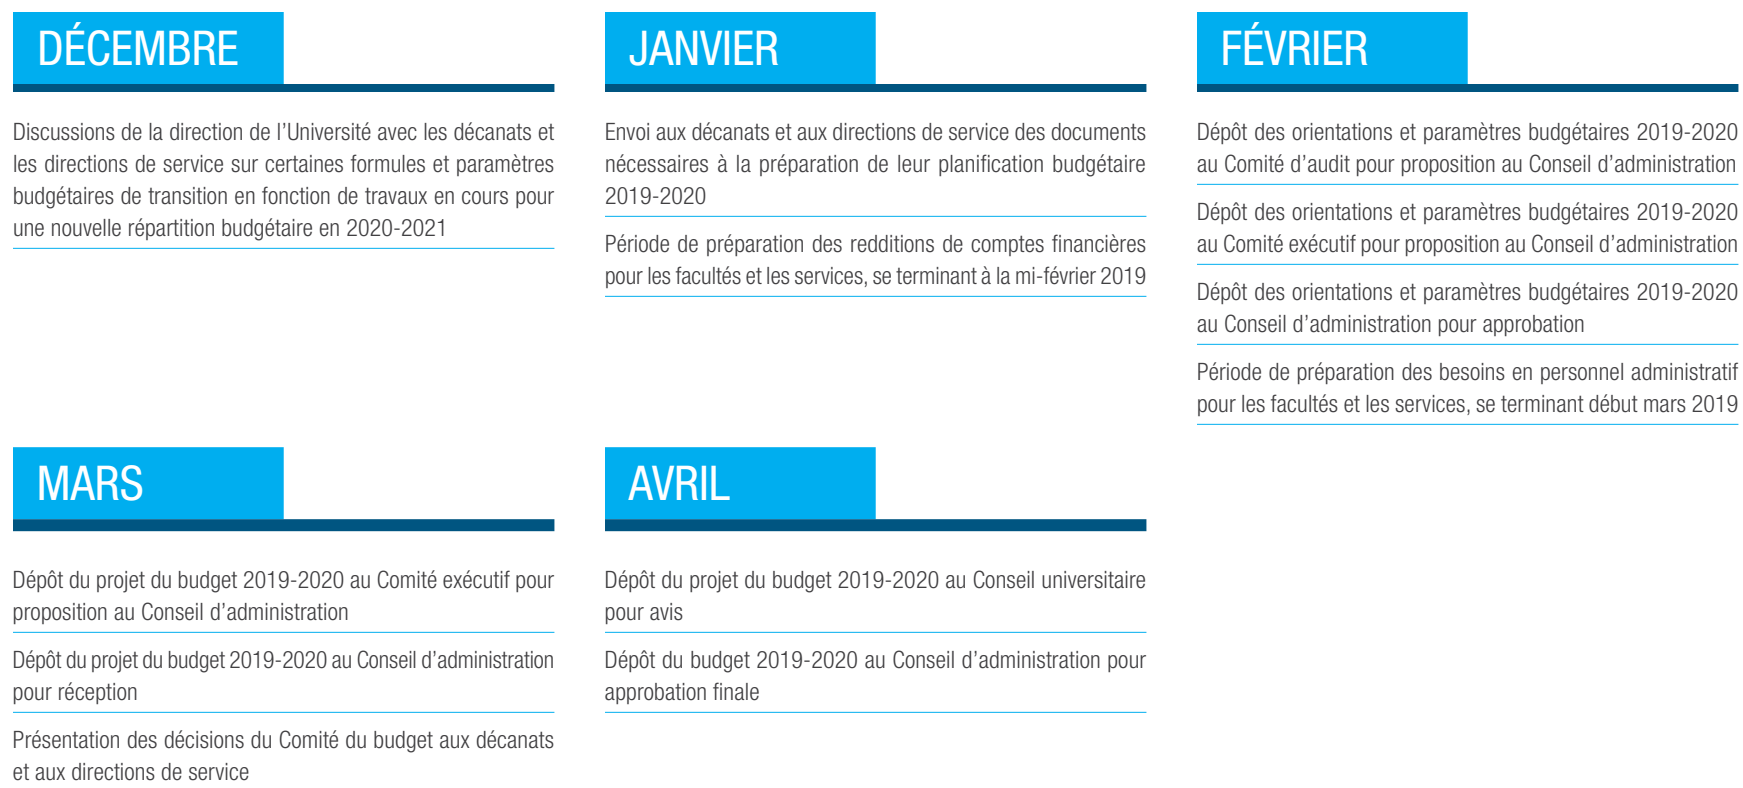 DÉCEMBRE
Discussions de la direction de l’Université avec les décanats et
les directions de service sur certaines formules et paramètres
budgétaires de transition en fonction de travaux en cours pour
une nouvelle répartition budgétaire en 2020-2021
JANVIER
Envoi aux décanats et aux directions de service des documents
nécessaires à la préparation de leur planification budgétaire
2019-2020
Période de préparation des redditions de comptes financières
pour les facultés et les services, se terminant à la mi-février 2019
FÉVRIER
Dépôt des orientations et paramètres budgétaires 2019-2020
au Comité d’audit pour proposition au Conseil d’administration
Dépôt des orientations et paramètres budgétaires 2019-2020
au Comité exécutif pour proposition au Conseil d’administration
Dépôt des orientations et paramètres budgétaires 2019-2020
au Conseil d’administration pour approbation
Période de préparation des besoins en personnel administratif
pour les facultés et les services, se terminant début mars 2019
MARS
Dépôt du projet du budget 2019-2020 au Comité exécutif pour
proposition au Conseil d’administration
Dépôt du projet du budget 2019-2020 au Conseil d’administration
pour réception
Présentation des décisions du Comité du budget aux décanats
et aux directions de service
AVRIL
Dépôt du projet du budget 2019-2020 au Conseil universitaire
pour avis
Dépôt du budget 2019-2020 au Conseil d’administration pour
approbation finale